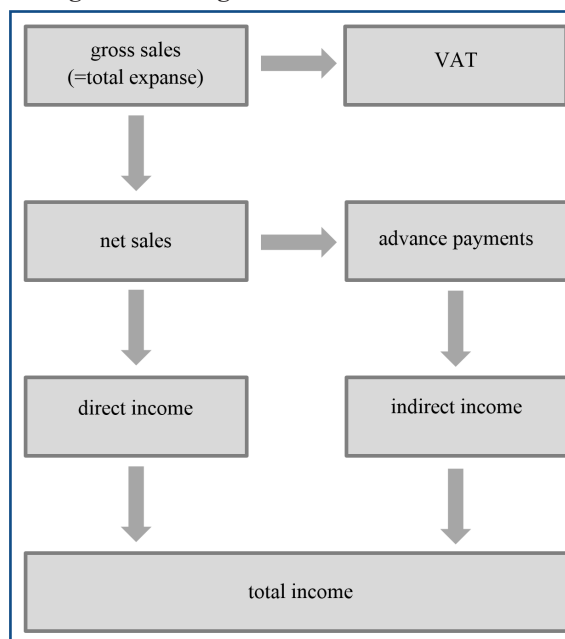 gross sales
(=total expanse)
VAT
net sales
advance payments
direct income
indirect income
total income